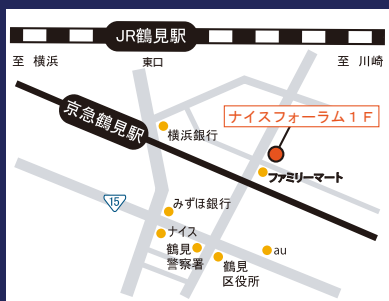 JR鶴見駅
至 横浜
東口
至 川崎
京急鶴見駅
ナイスフォーラム1F
横浜銀行
ファミリーマート
15
みずほ銀行
ナイス
鶴見
警察署
鶴見
区役所
au